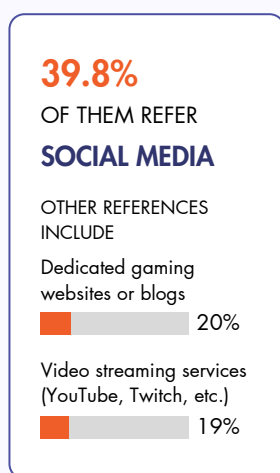 39.8%
OF THEM REFER
SOCIAL MEDIA
OTHER REFERENCES
INCLUDE
Dedicated gaming
websites or blogs
20%
Video streaming services
(YouTube, Twitch, etc.)
19%